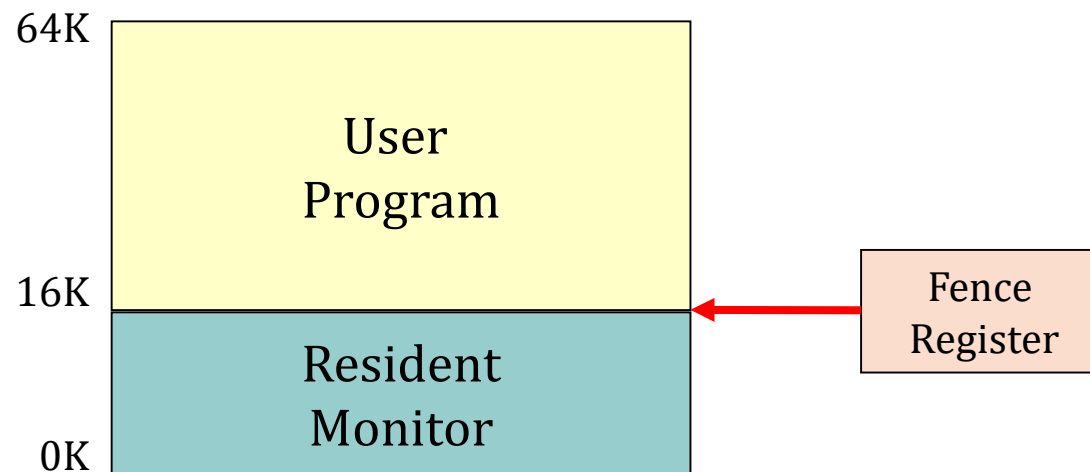 64K
User
Program
16K
Fence
Register
Resident
Monitor
0K